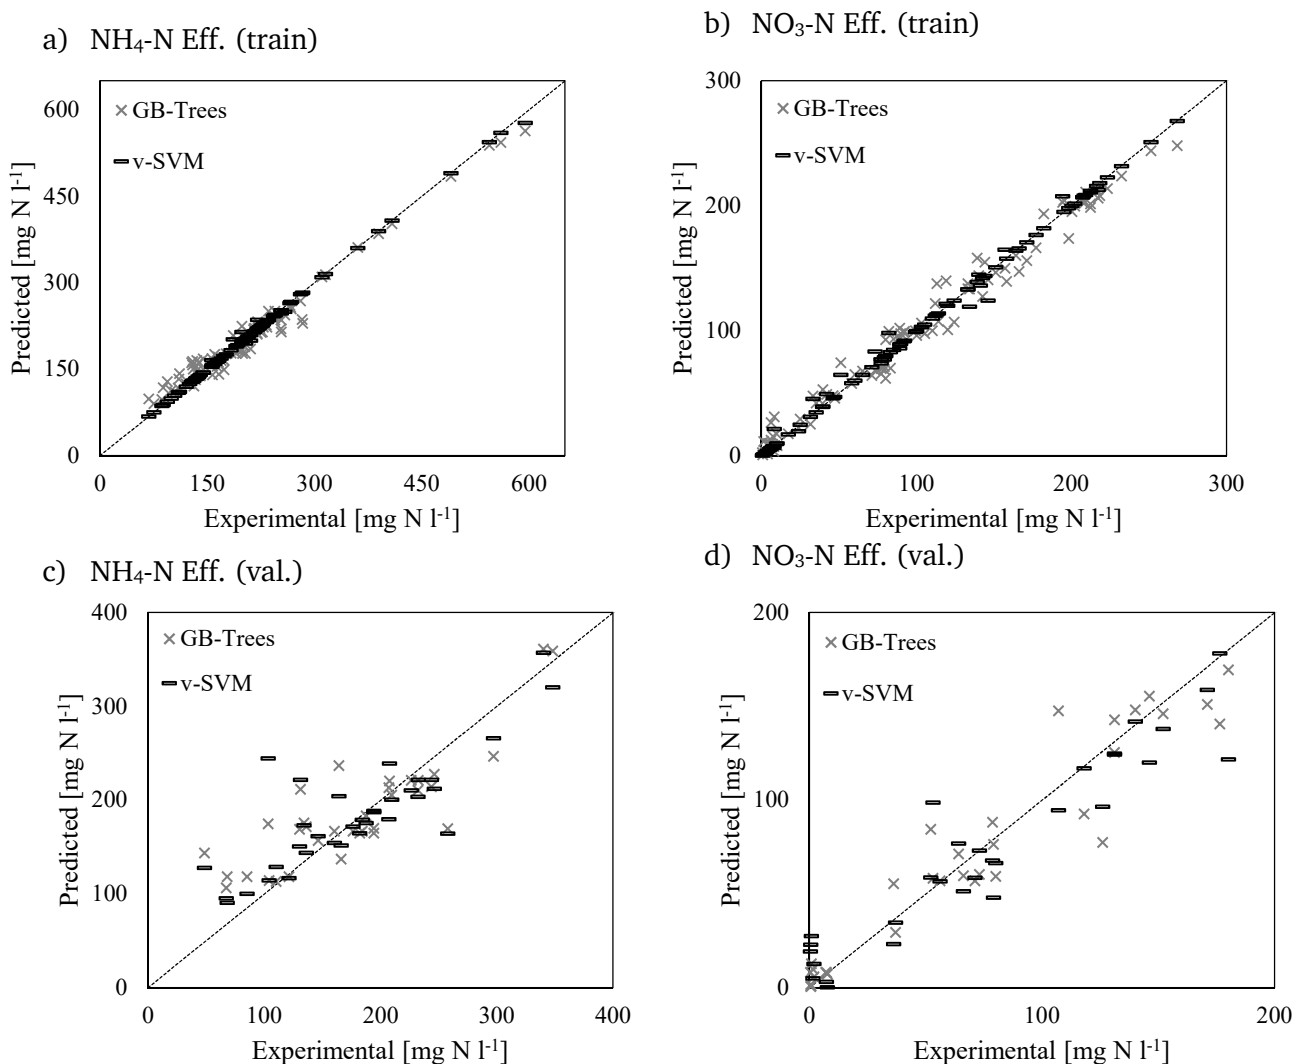 a) NH₄-N Eff. (train)
600
450
300
150
0
Predicted [mg N l⁻¹]
GB-Trees
v-SVM
0 150 300 450 600
Experimental [mg N l⁻¹]
b) NO₃-N Eff. (train)
300
200
100
0
Predicted [mg N l⁻¹]
GB-Trees
v-SVM
0 100 200 300
Experimental [mg N l⁻¹]
c) NH₄-N Eff. (val.)
400
300
200
100
0
Predicted [mg N l⁻¹]
GB-Trees
v-SVM
0 100 200 300 400
Experimental [mg N l⁻¹]
d) NO₃-N Eff. (val.)
200
100
0
Predicted [mg N l⁻¹]
GB-Trees
v-SVM
0 100 200
Experimental [mg N l⁻¹]